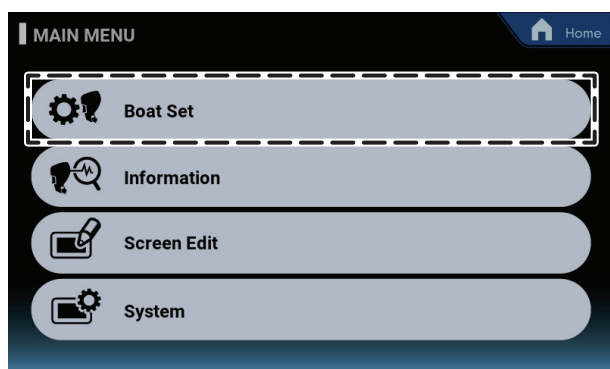 MAIN MENU
Home
Boat Set
Information
Screen Edit
System